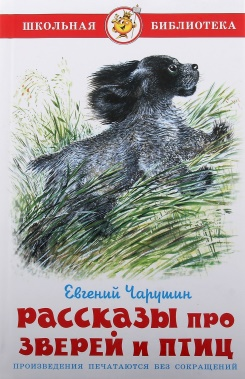 ШКОЛЬНАЯ БИБЛИОТЕКА
Евгений Чарушин
РАССКАЗЫ ПРО
ЗВЕРЕЙ И ПТИЦ
ПРОИЗВЕДЕНИЯ ПЕЧАТАЮТСЯ БЕЗ СОКРАЩЕНИЙ